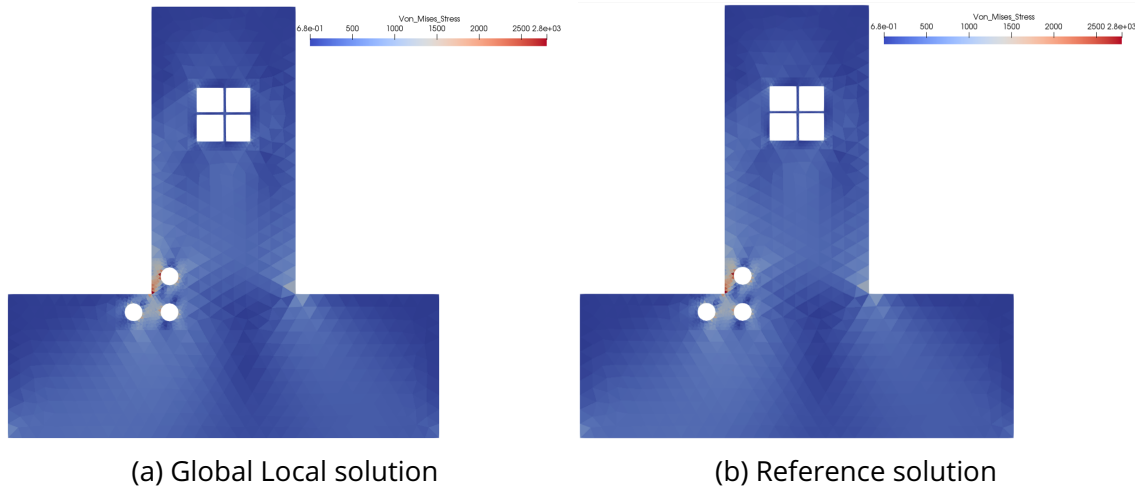 Von_Mises_Stress
6.8e-01 500 1000 1500 2000 2500 2.8e+03
Von_Mises_Stress
6.8e-01 500 1000 1500 2000 2500 2.8e+03
(a) Global Local solution
(b) Reference solution